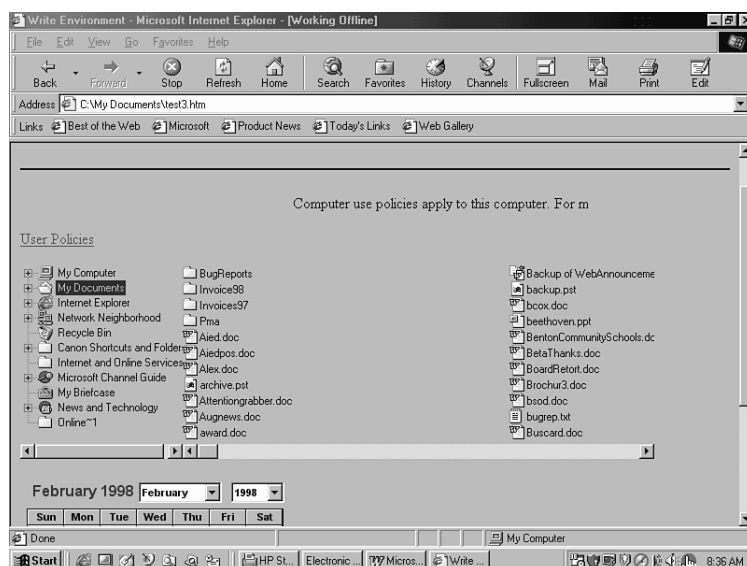 Write Environment - Microsoft Internet Explorer - [Working Offline]
File Edit View Go Favorites Help
Back Forward Stop Refresh Home Search Favorites History Channels Fullscreen Mail Print Edit
Address C:\My Documents\test3.htm
Links Best of the Web Microsoft Product News Today's Links Web Gallery
Computer use policies apply to this computer. For m
User Policies
My Computer
My Documents
Internet Explorer
Network Neighborhood
Recycle Bin
Canon Shortcuts and Folder
Internet and Online Services
Microsoft Channel Guide
My Briefcase
News and Technology
Online~1
BugReports
Invoice98
Invoices97
Pma
Aied.doc
Aiedpos.doc
Alex.doc
archive.pst
Attentiongrabber.doc
Augnews.doc
award.doc
Backup of WebAnnounceme
backup.pst
bcox.doc
beethoven.ppt
BentonCommunitySchools.dc
BetaThanks.doc
BoardRetort.doc
Brochur3.doc
bsod.doc
bugrep.txt
Buscard.doc
February 1998 February 1998
Sun Mon Tue Wed Thu Fri Sat
Done My Computer
Start HP St... Electronic ... Micros... Write ... 8:36 AM